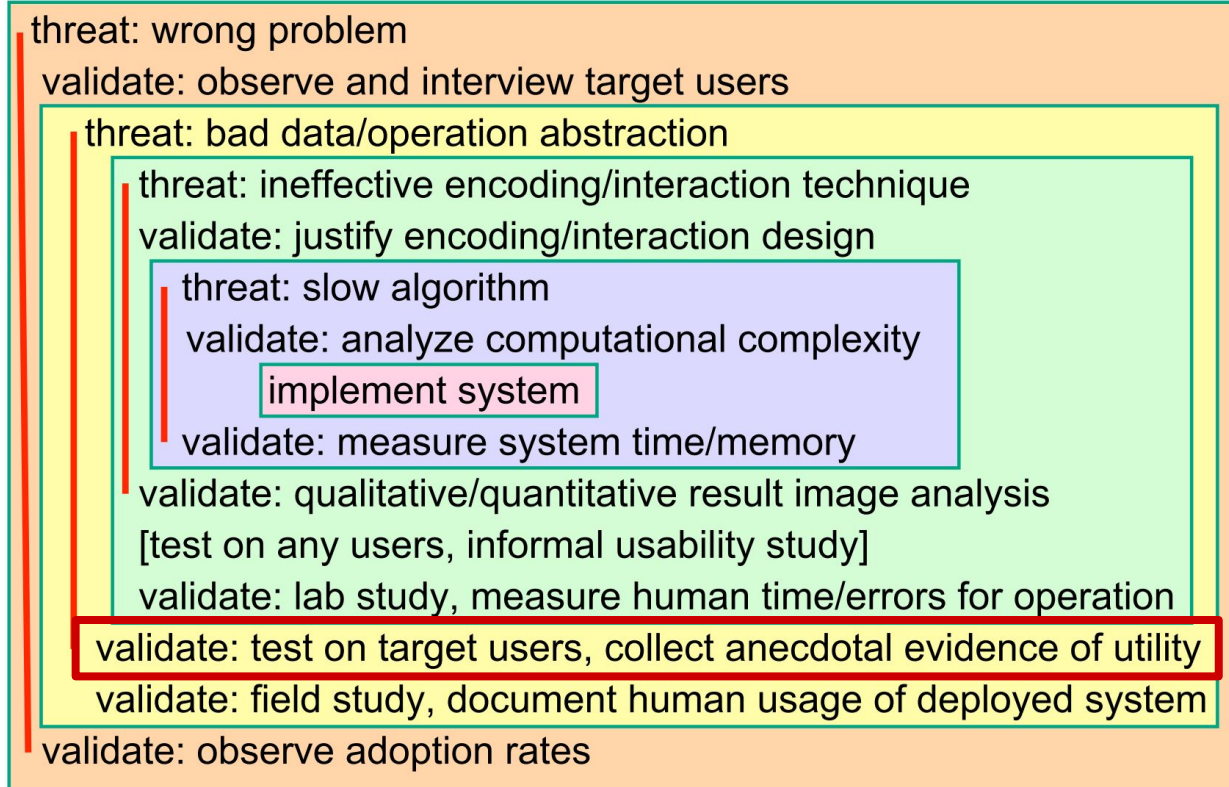 threat: wrong problem
validate: observe and interview target users
threat: bad data/operation abstraction
threat: ineffective encoding/interaction technique
validate: justify encoding/interaction design
threat: slow algorithm
validate: analyze computational complexity
implement system
validate: measure system time/memory
validate: qualitative/quantitative result image analysis
[test on any users, informal usability study]
validate: lab study, measure human time/errors for operation
validate: test on target users, collect anecdotal evidence of utility
validate: field study, document human usage of deployed system
validate: observe adoption rates